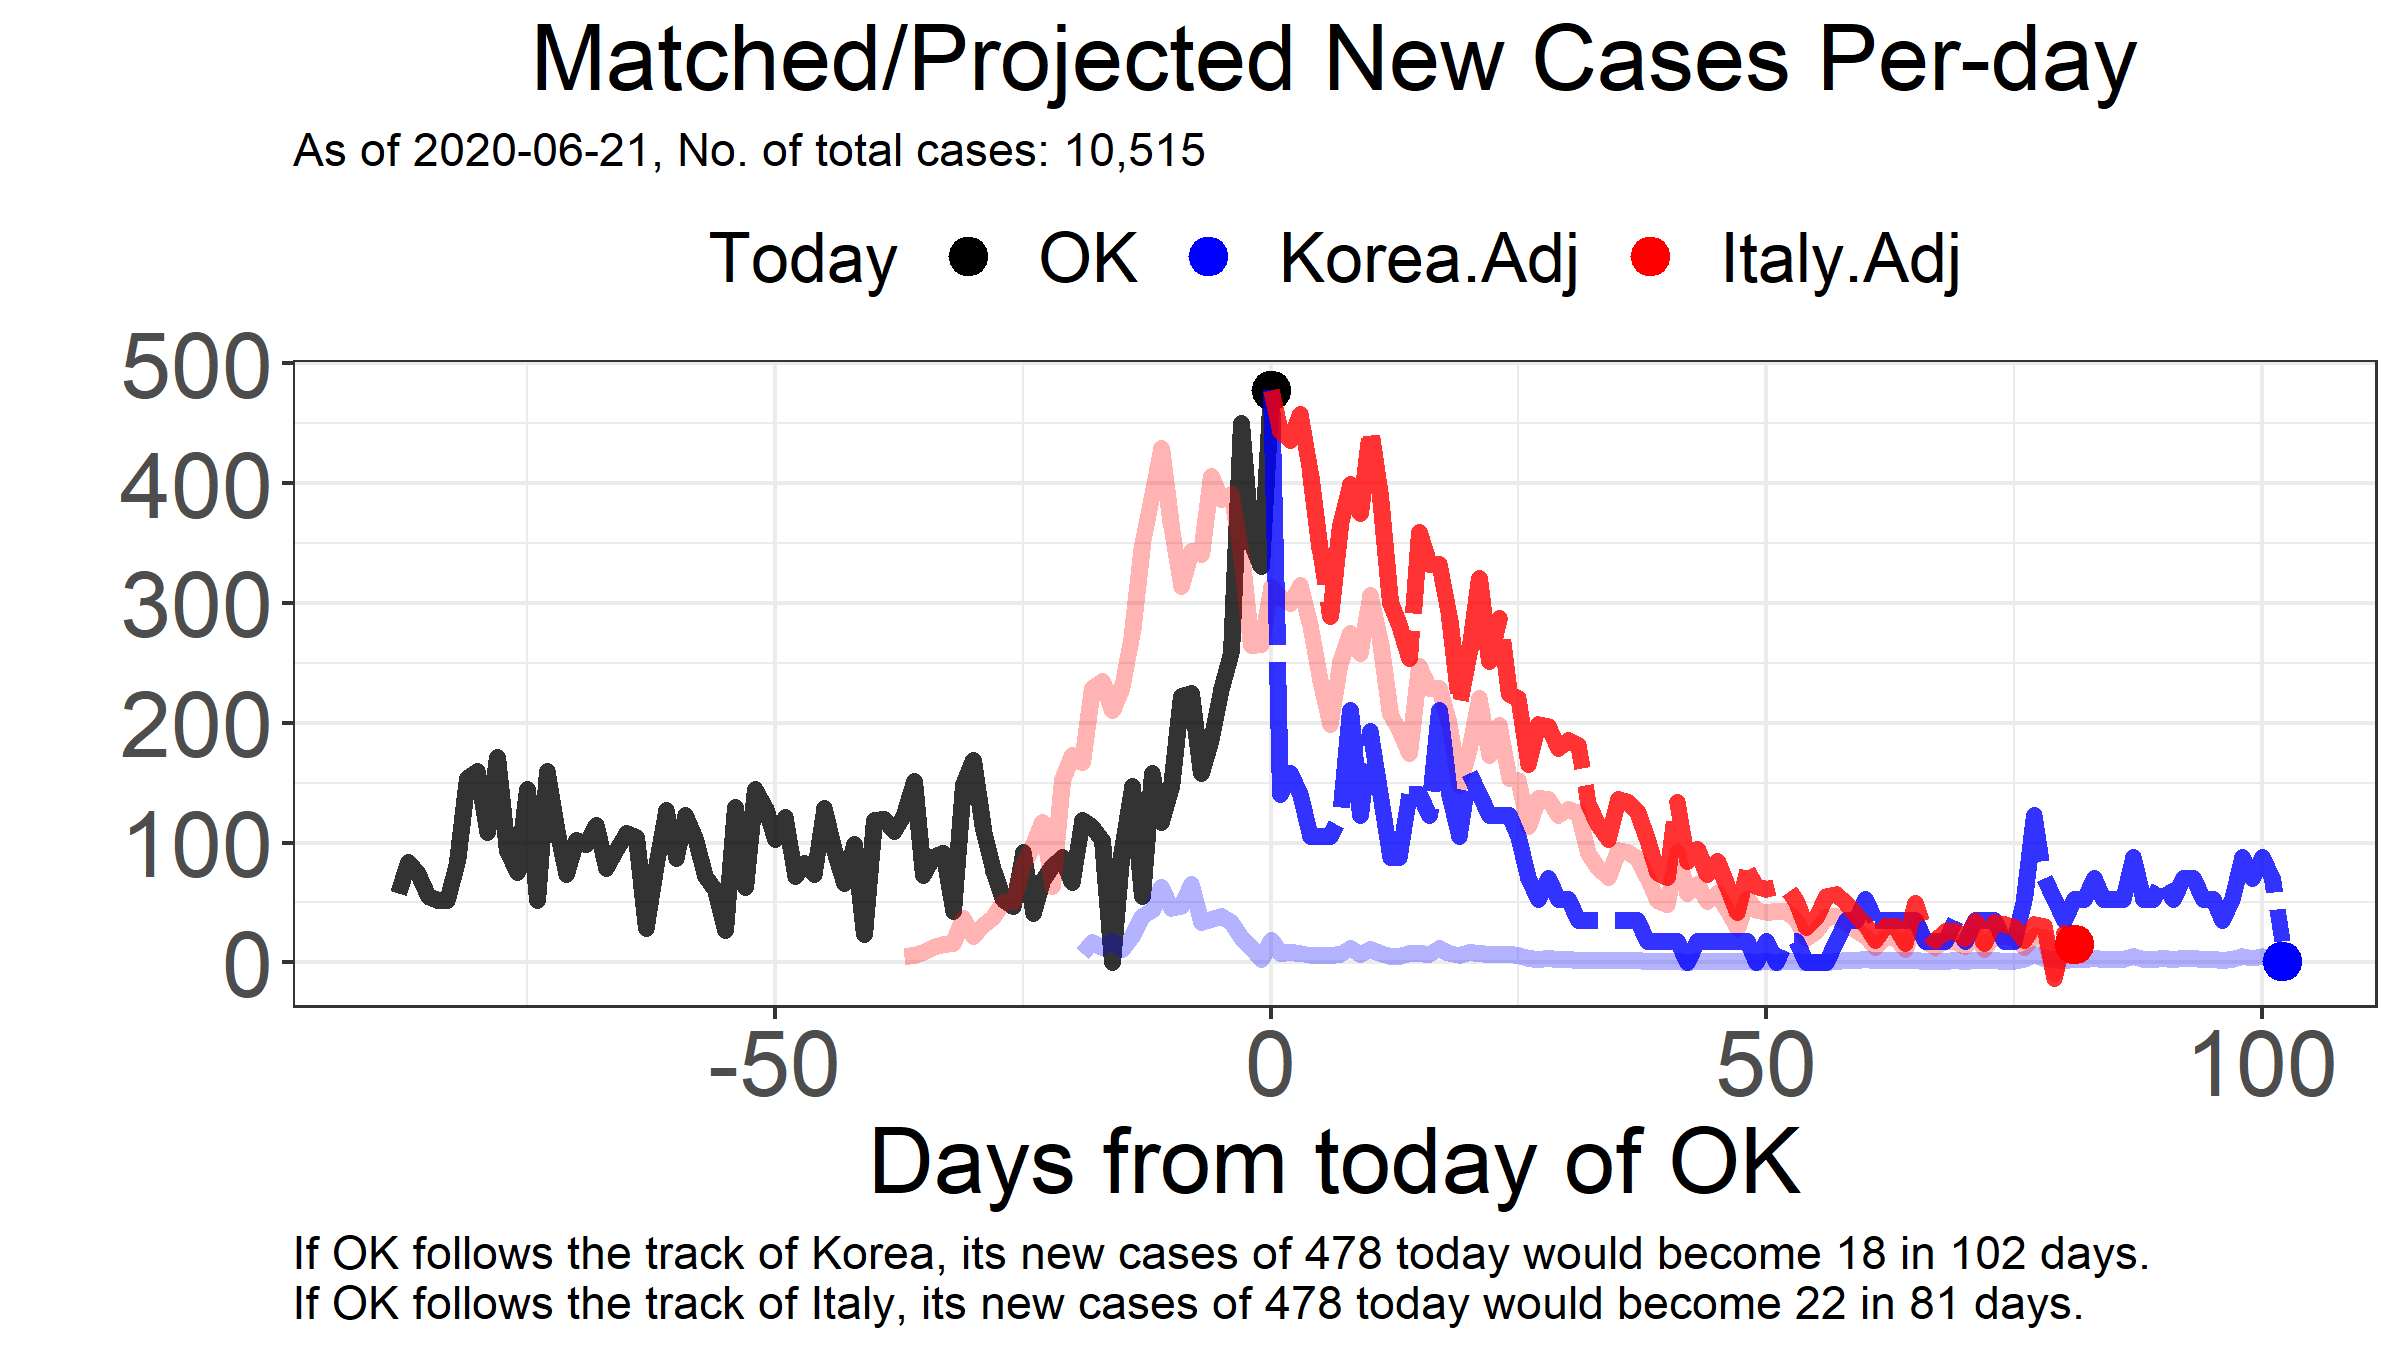 Matched/Projected New Cases Per-day
As of 2020-06-21, No. of total cases: 10,515
Today OK Korea.Adj Italy.Adj
500
400
300
200
100
0
-50 0 50 100
Days from today of OK
If OK follows the track of Korea, its new cases of 478 today would become 18 in 102 days.
If OK follows the track of Italy, its new cases of 478 today would become 22 in 81 days.